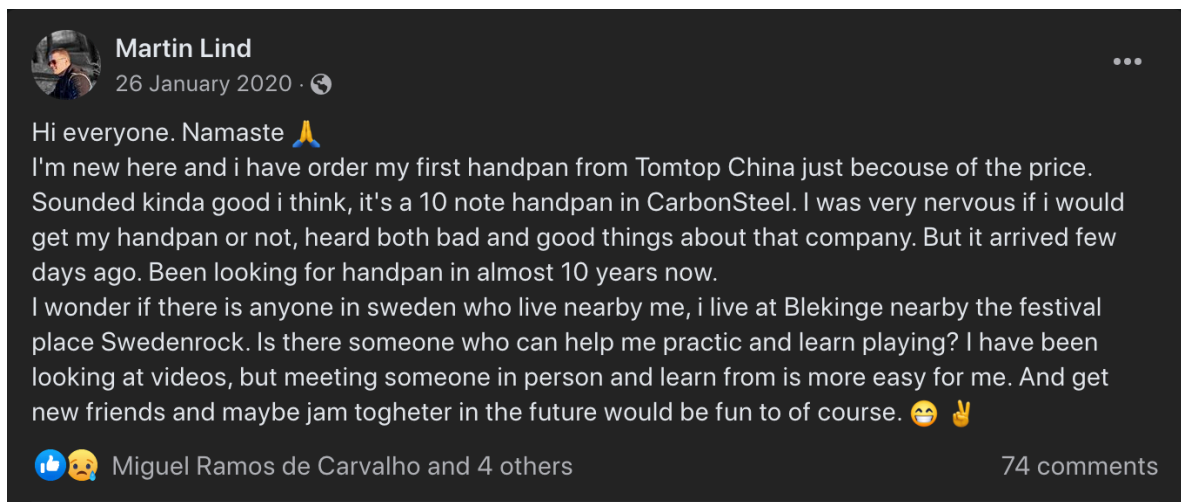 Martin Lind
26 January 2020 ·
Hi everyone. Namaste 🙏
I'm new here and i have order my first handpan from Tomtop China just becouse of the price.
Sounded kinda good i think, it's a 10 note handpan in CarbonSteel. I was very nervous if i would
get my handpan or not, heard both bad and good things about that company. But it arrived few
days ago. Been looking for handpan in almost 10 years now.
I wonder if there is anyone in sweden who live nearby me, i live at Blekinge nearby the festival
place Swedenrock. Is there someone who can help me practic and learn playing? I have been
looking at videos, but meeting someone in person and learn from is more easy for me. And get
new friends and maybe jam togheter in the future would be fun to of course. 😁 ✌️
Miguel Ramos de Carvalho and 4 others
74 comments